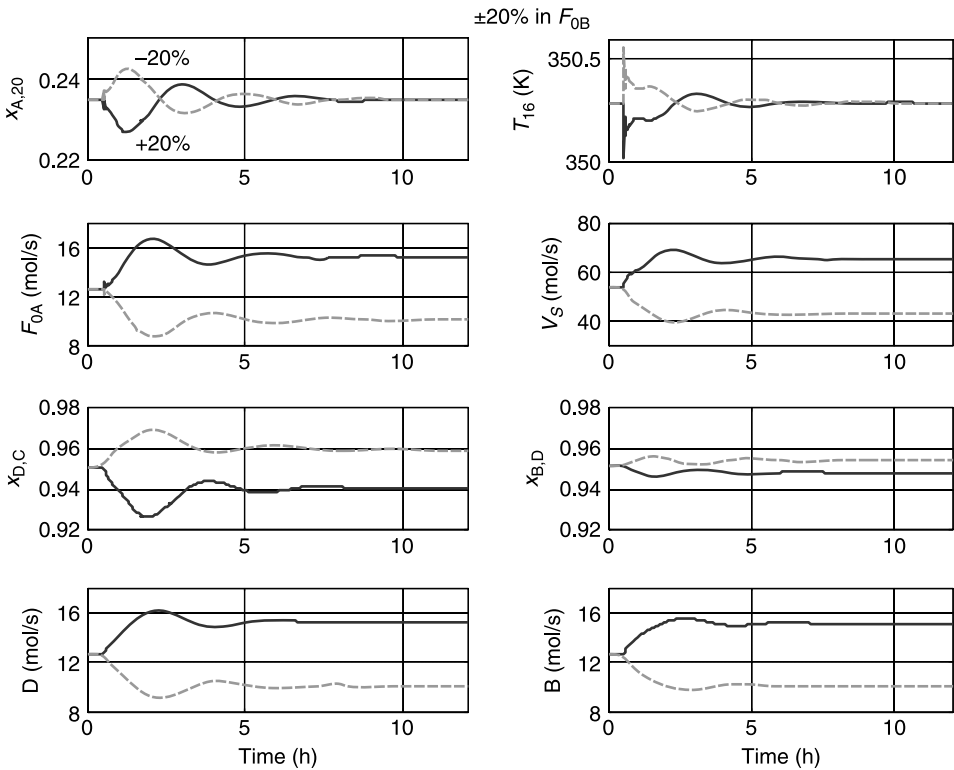 ±20% in F0B
0.24
0.22
xA,20
−20%
+20%
0 5 10
350.5
350
T16 (K)
0 5 10
16
12
8
F0A (mol/s)
0 5 10
80
60
40
VS (mol/s)
0 5 10
0.98
0.96
0.94
0.92
xD,C
0 5 10
0.98
0.96
0.94
0.92
xB,D
0 5 10
16
12
8
D (mol/s)
0 5 10
Time (h)
16
12
8
B (mol/s)
0 5 10
Time (h)